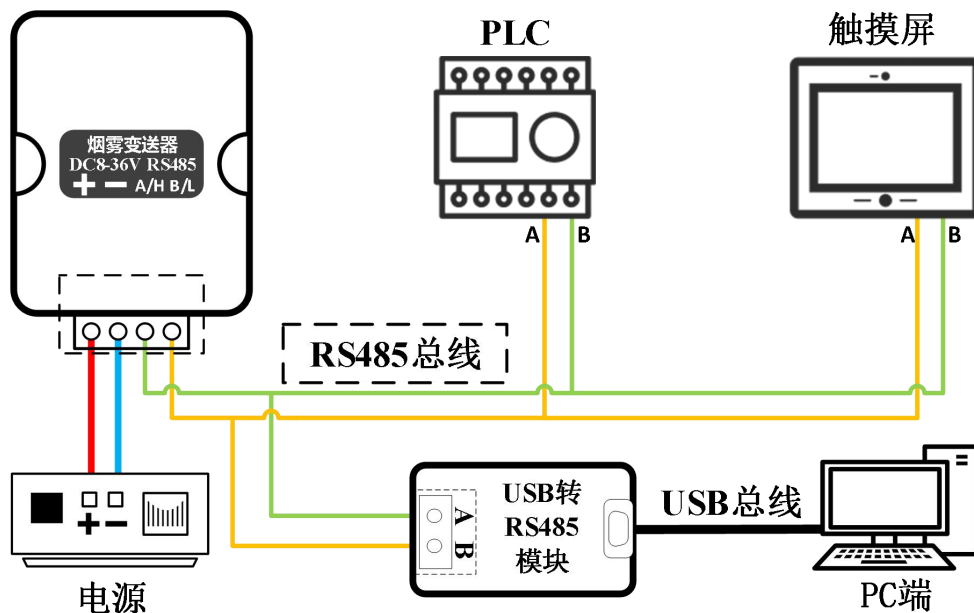 PLC
触摸屏
烟雾变送器
DC8-36V RS485
+ − A/H B/L
A B
A B
RS485总线
+ −
电源
A
B
USB转
RS485
模块
USB总线
PC端